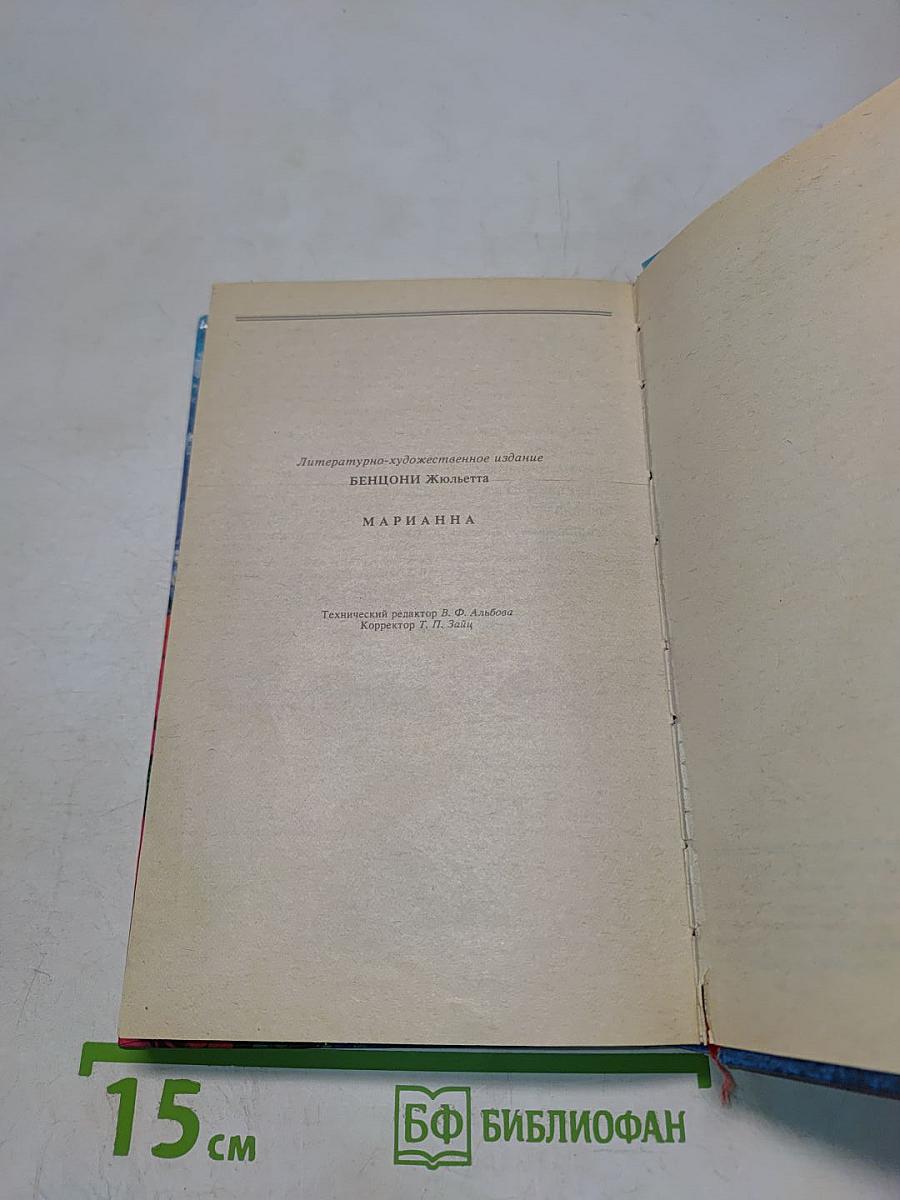 Литературно-художественное издание
БЕНЦОНИ Жюльетта
МАРИАННА
Технический редактор В. Ф. Альбова
Корректор Т. П. Зайц
15 см
БФ БИБЛИОФАН